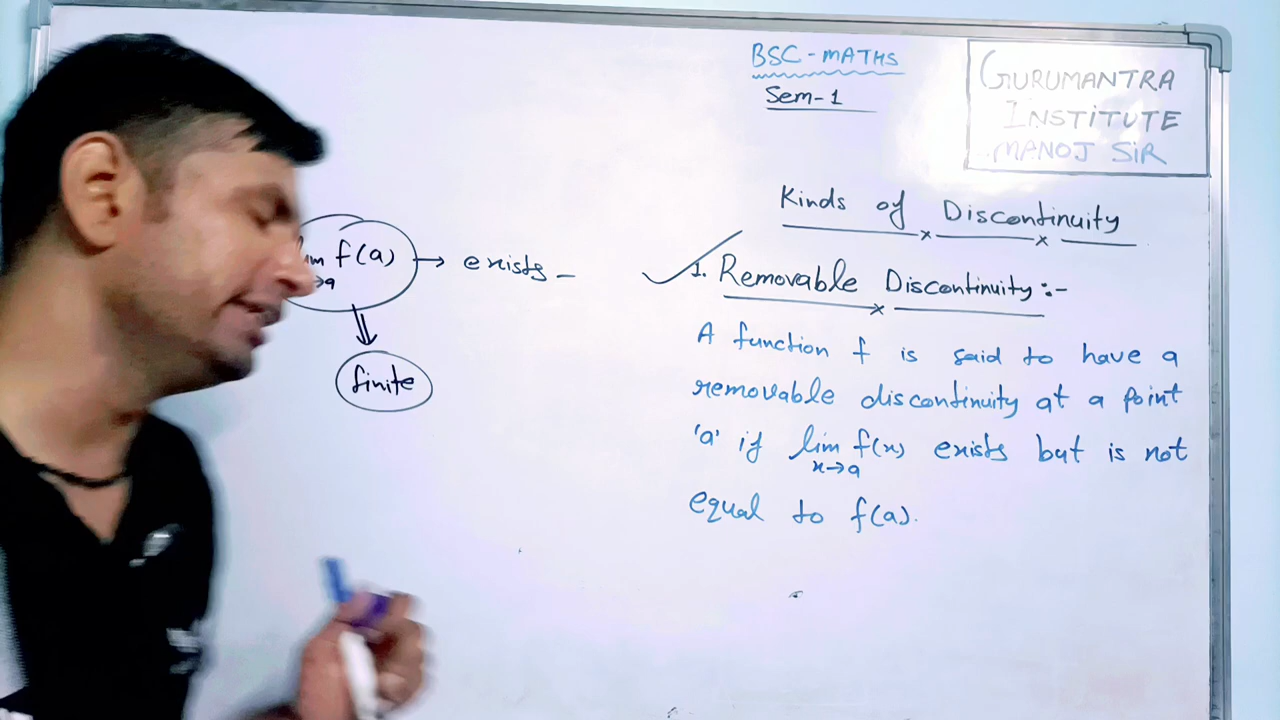 BSC-MATHS
Sem-1
GURUMANTRA
INSTITUTE
MANOJ SIR
Kinds of Discontinuity
1. Removable Discontinuity:-
A function f is said to have a
removable discontinuity at a point
'a' if lim f(x) exists but is not
x→a
equal to f(a).
f(a) → exists -
→a
finite